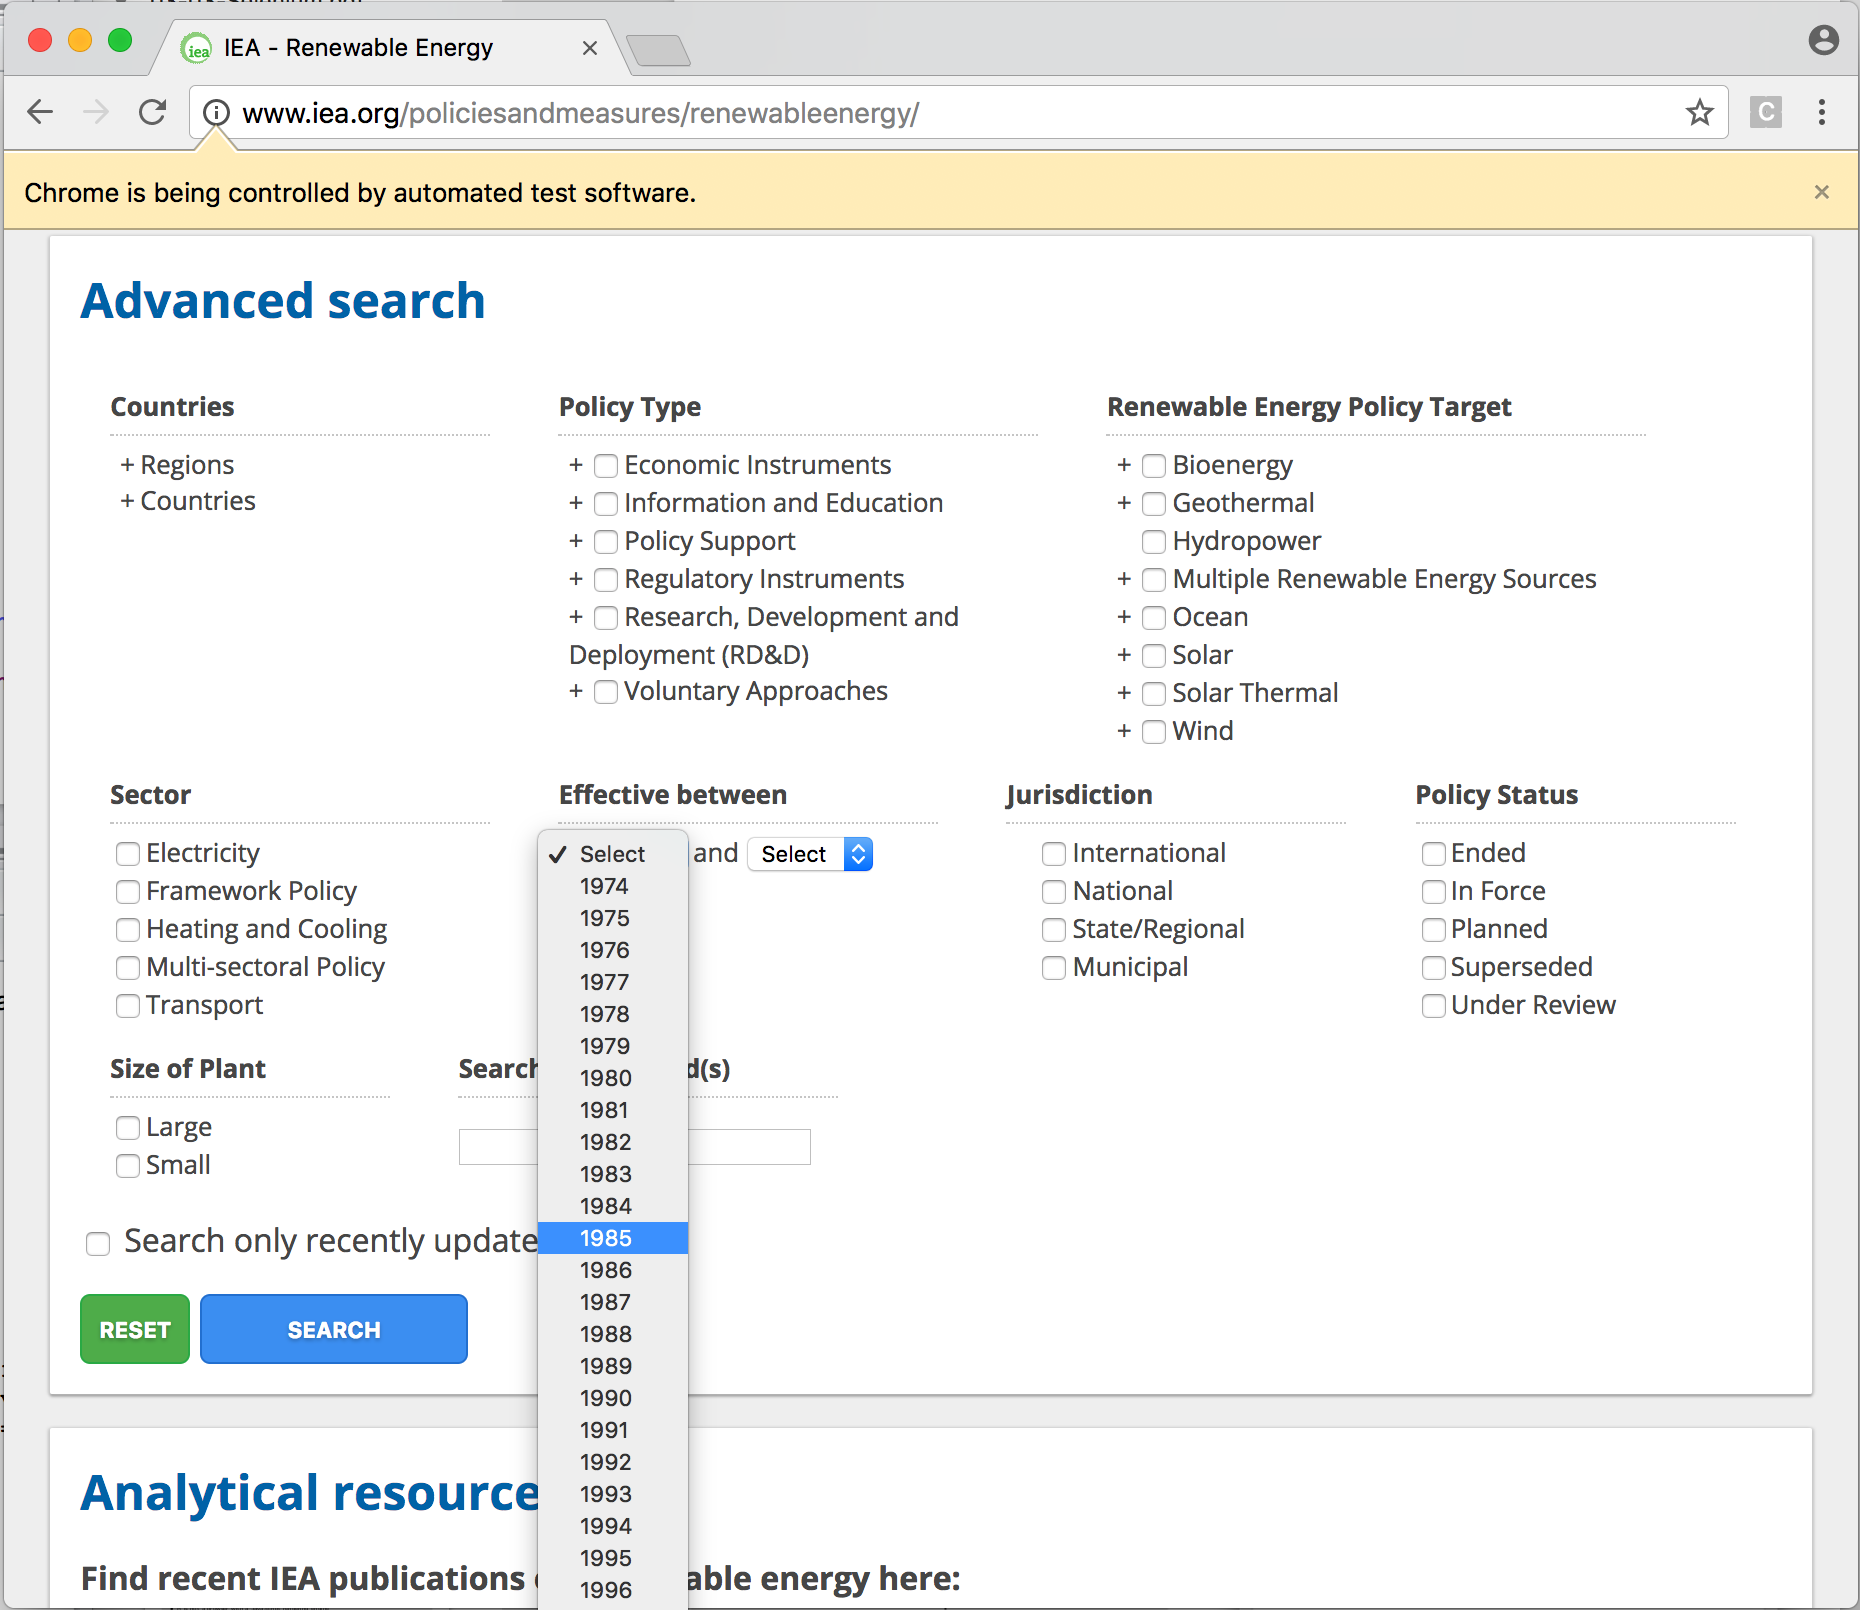 IEA - Renewable Energy
www.iea.org/policiesandmeasures/renewableenergy/
C
Chrome is being controlled by automated test software.
Advanced search
Countries
+ Regions
+ Countries
Policy Type
+ Economic Instruments
+ Information and Education
+ Policy Support
+ Regulatory Instruments
+ Research, Development and
Deployment (RD&D)
+ Voluntary Approaches
Renewable Energy Policy Target
+ Bioenergy
+ Geothermal
Hydropower
+ Multiple Renewable Energy Sources
+ Ocean
+ Solar
+ Solar Thermal
+ Wind
Sector
Electricity
Framework Policy
Heating and Cooling
Multi-sectoral Policy
Transport
Effective between
✓ Select
and Select
1974
1975
1976
1977
1978
1979
1980
1981
1982
1983
1984
1985
1986
1987
1988
1989
1990
1991
1992
1993
1994
1995
1996
Jurisdiction
International
National
State/Regional
Municipal
Policy Status
Ended
In Force
Planned
Superseded
Under Review
Size of Plant
Large
Small
Search d(s)
Search only recently update
RESET
SEARCH
Analytical resource
Find recent IEA publications able energy here: